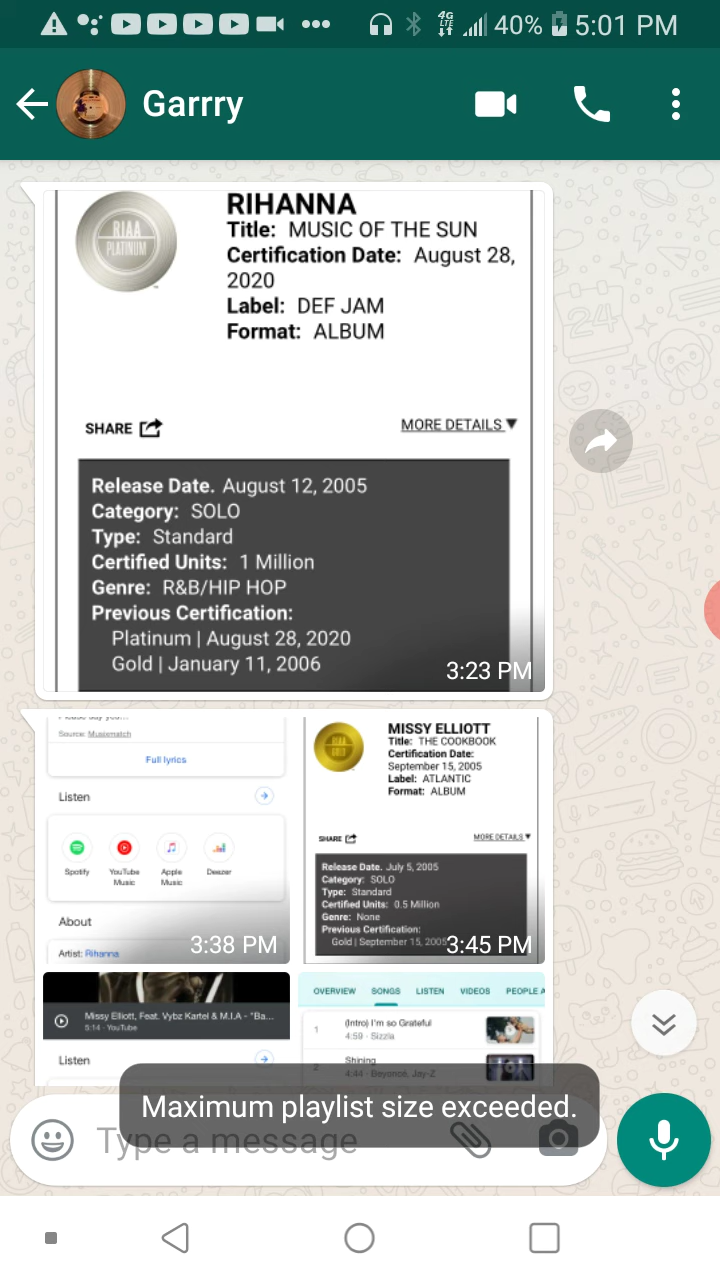 4G LTE 40% 5:01 PM
Garrry
RIAA
PLATINUM
RIHANNA
Title: MUSIC OF THE SUN
Certification Date: August 28,
2020
Label: DEF JAM
Format: ALBUM
SHARE
MORE DETAILS
Release Date. August 12, 2005
Category: SOLO
Type: Standard
Certified Units: 1 Million
Genre: R&B/HIP HOP
Previous Certification:
Platinum | August 28, 2020
Gold | January 11, 2006
3:23 PM
Source: Musixmatch
Full lyrics
Listen
Spotify
YouTube
Music
Apple
Music
Deezer
About
Artist: Rihanna
3:38 PM
RIAA
GOLD
MISSY ELLIOTT
Title: THE COOKBOOK
Certification Date:
September 15, 2005
Label: ATLANTIC
Format: ALBUM
SHARE
MORE DETAILS
Release Date. July 5, 2005
Category: SOLO
Type: Standard
Certified Units: 0.5 Million
Genre: None
Previous Certification:
Gold | September 15, 2005
3:45 PM
Missy Elliott, Feat. Vybz Kartel & M.I.A - "Ba...
5:14 · YouTube
Listen
OVERVIEW SONGS LISTEN VIDEOS PEOPLE A
1 (Intro) I'm so Grateful
4:59 · Sizzla
2 Shining
4:44 · Beyoncé, Jay-Z
Maximum playlist size exceeded.
Type a message